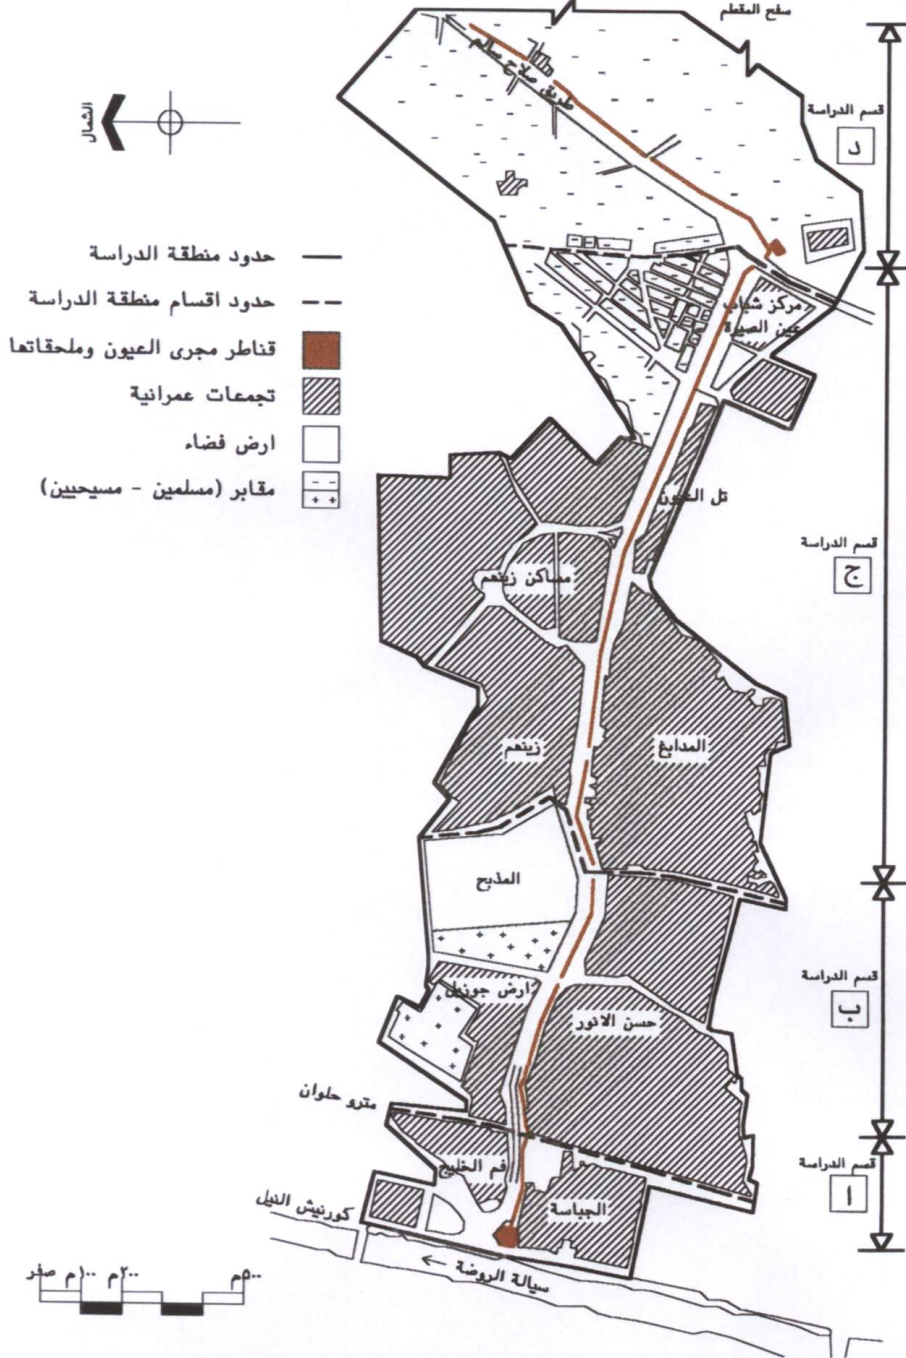 سفح المقطم
قسم الدراسة
د
طريق صلاح سالم
الشمال
حدود منطقة الدراسة
حدود اقسام منطقة الدراسة
قناطر مجرى العيون وملحقاتها
تجمعات عمرانية
ارض فضاء
مقابر (مسلمين - مسيحيين)
مركز شباب
عين الصيرة
تل العيون
قسم الدراسة
ج
مساكن زينهم
زينهم
المدابغ
المذبح
قسم الدراسة
ب
ارض جوزيل
حسن الانور
مترو حلوان
قسم الدراسة
ا
فم الخليج
الجباسة
كورنيش النيل
سيالة الروضة
صفر ١٠٠م ٢٠٠م ٥٠٠م